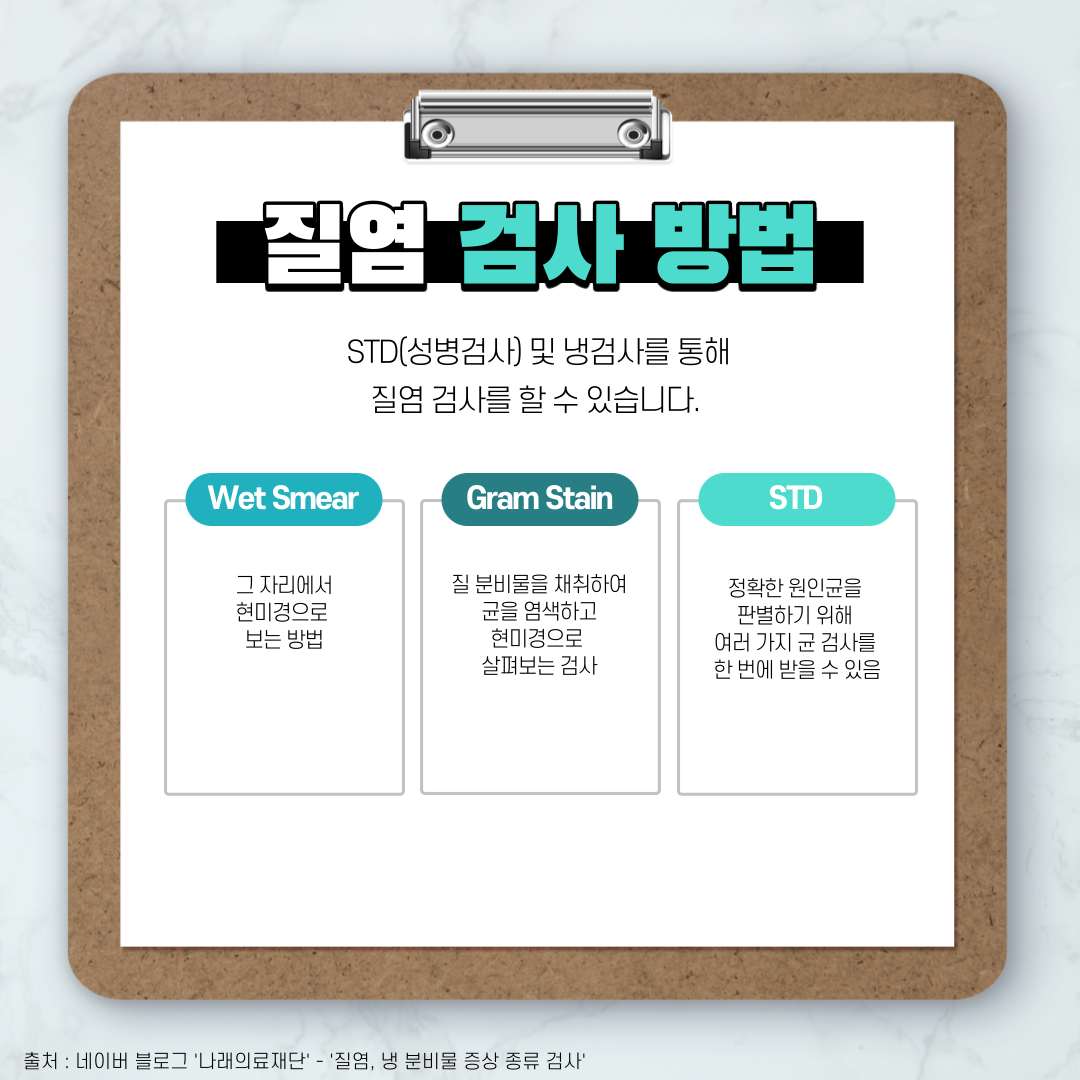 질염 검사 방법
STD(성병검사) 및 냉검사를 통해
질염 검사를 할 수 있습니다.
Wet Smear
그 자리에서
현미경으로
보는 방법
Gram Stain
질 분비물을 채취하여
균을 염색하고
현미경으로
살펴보는 검사
STD
정확한 원인균을
판별하기 위해
여러 가지 균 검사를
한 번에 받을 수 있음
출처 : 네이버 블로그 '나래의료재단' - '질염, 냉 분비물 증상 종류 검사'